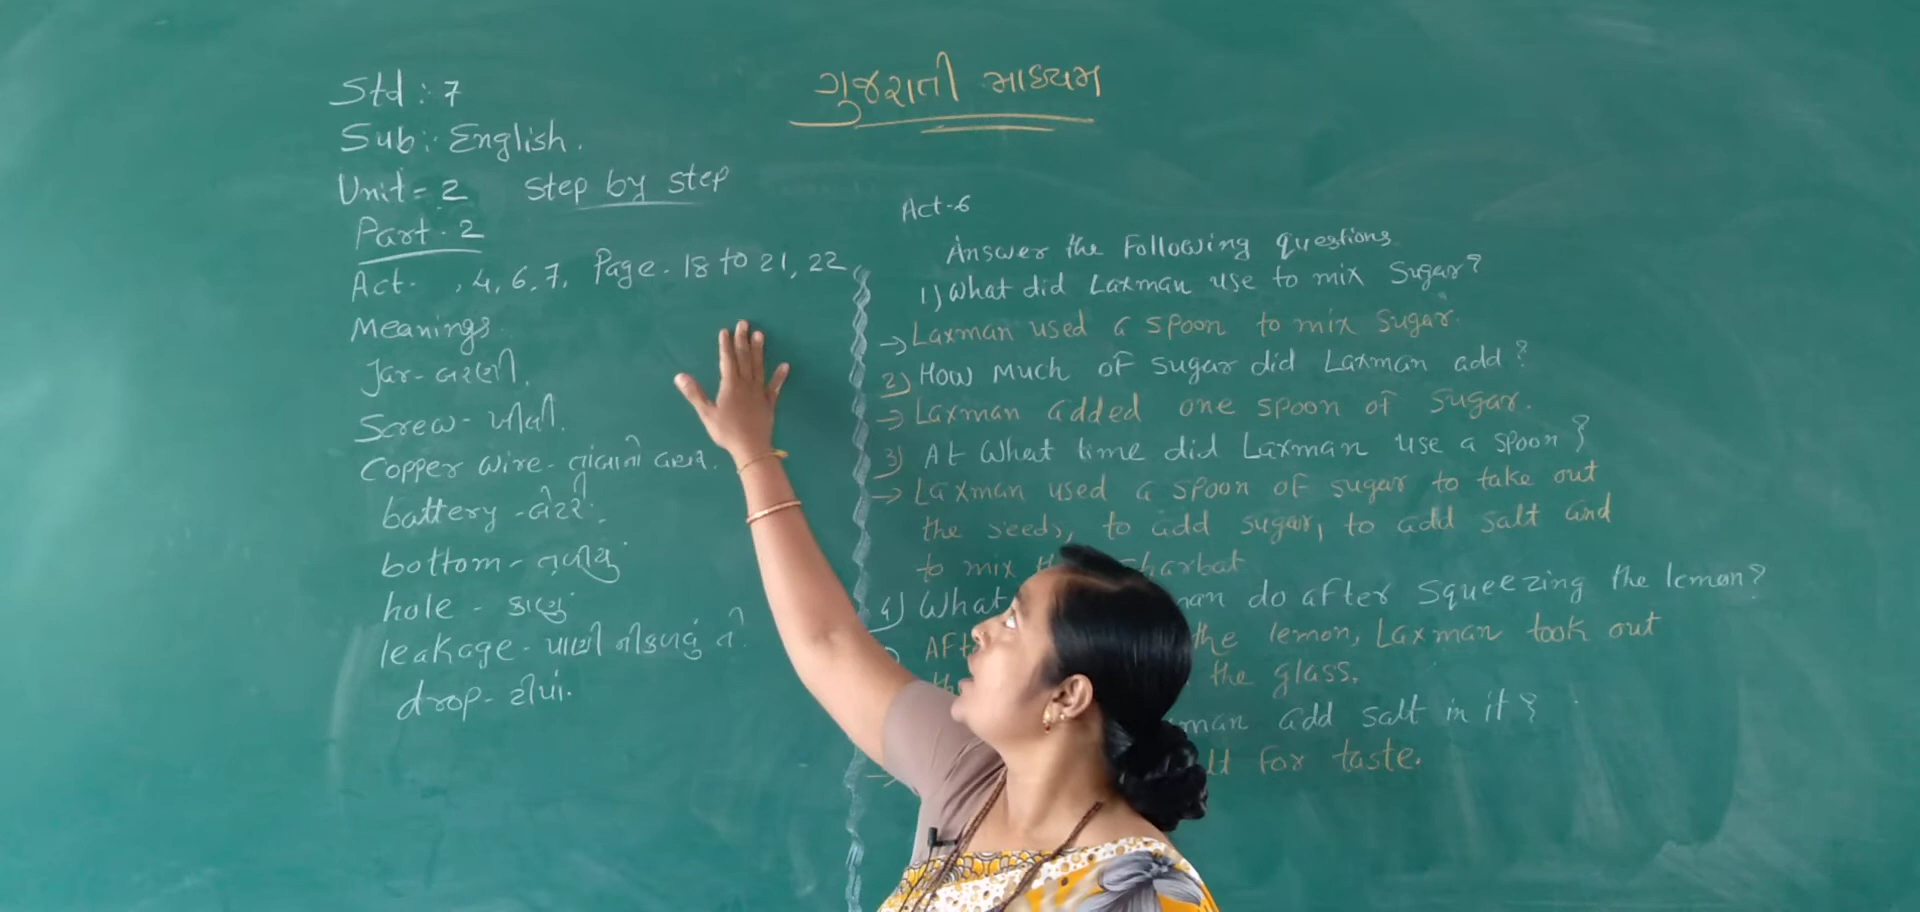 ગુજરાતી માધ્યમ
Std : 7
Sub : English.
Unit = 2 Step by step
Part - 2
Act- , 4, 6, 7, Page - 18 to 21, 22
Meanings
Jar - બરણી.
Screw - ખીલી.
Copper wire - તાંબાનો વાયર.
battery - બેટરી.
bottom - તળીયું
hole - કાણું
leakage - પાણી નીકળવું તે.
drop - ટીપાં.
Act-6
Answer the Following questions
1) What did Laxman use to mix Sugar?
→ Laxman used a spoon to mix sugar.
2) How Much of sugar did Laxman add?
→ Laxman added one spoon of sugar.
3) At What time did Laxman use a spoon?
→ Laxman used a spoon of sugar to take out
the seeds, to add sugar, to add salt and
to mix
4) What do after Squeezing the lemon?
the lemon, Laxman took out
the glass.
add salt in it?
for taste.